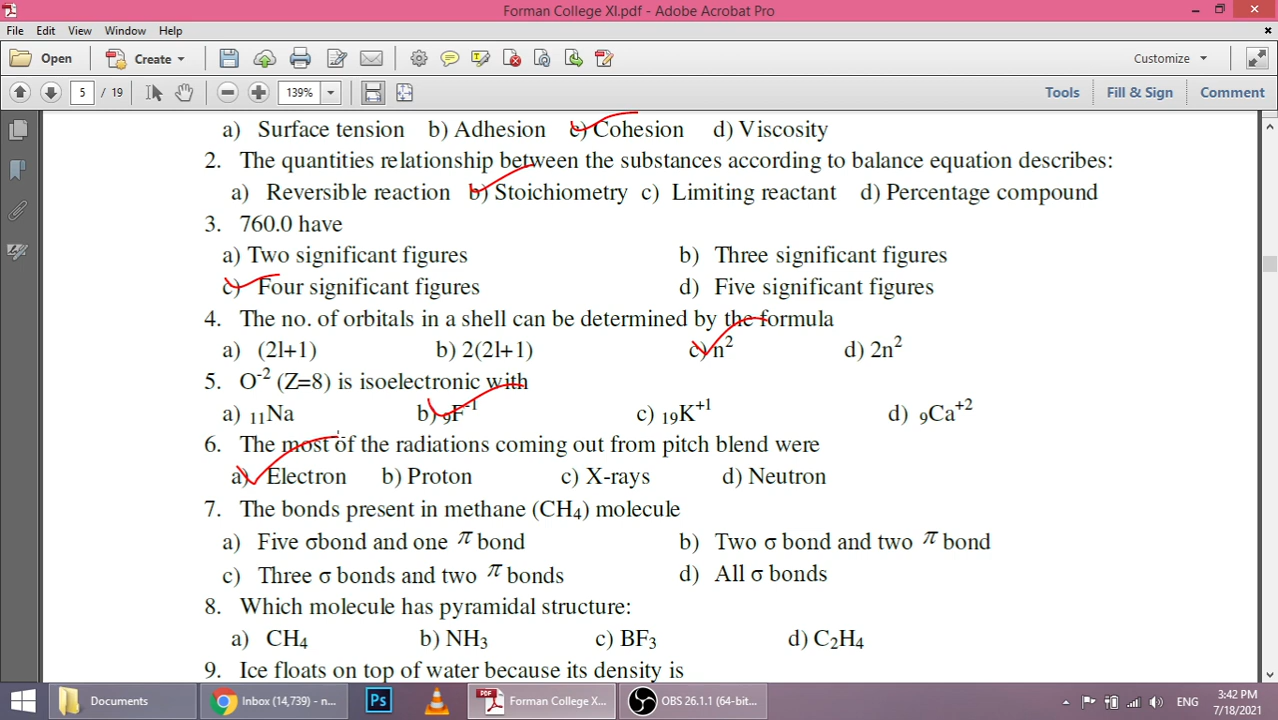 Forman College XI.pdf - Adobe Acrobat Pro
File Edit View Window Help
Open Create Customize
5 / 19 139% Tools Fill & Sign Comment
a) Surface tension b) Adhesion c) Cohesion d) Viscosity
2. The quantities relationship between the substances according to balance equation describes:
a) Reversible reaction b) Stoichiometry c) Limiting reactant d) Percentage compound
3. 760.0 have
a) Two significant figures b) Three significant figures
c) Four significant figures d) Five significant figures
4. The no. of orbitals in a shell can be determined by the formula
a) (2l+1) b) 2(2l+1) c) n² d) 2n²
5. O⁻² (Z=8) is isoelectronic with
a) ₁₁Na b) ₉F⁻¹ c) ₁₉K⁺¹ d) ₉Ca⁺²
6. The most of the radiations coming out from pitch blend were
a) Electron b) Proton c) X-rays d) Neutron
7. The bonds present in methane (CH₄) molecule
a) Five σbond and one π bond b) Two σ bond and two π bond
c) Three σ bonds and two π bonds d) All σ bonds
8. Which molecule has pyramidal structure:
a) CH₄ b) NH₃ c) BF₃ d) C₂H₄
9. Ice floats on top of water because its density is
Documents Inbox (14,739) - n... Ps Forman College X... OBS 26.1.1 (64-bit... ENG 3:42 PM
7/18/2021